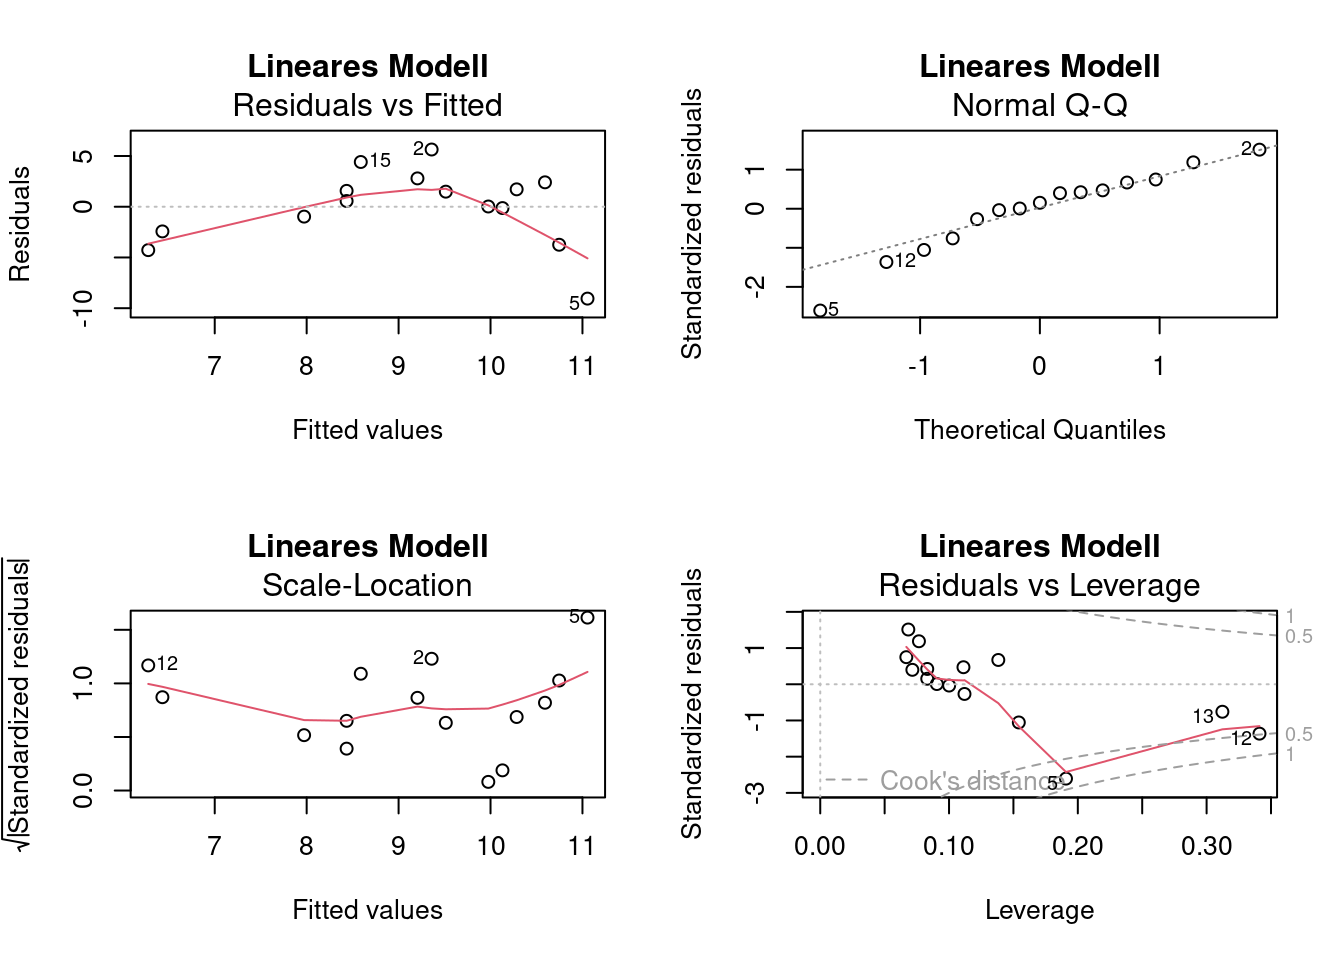 Lineares Modell
Residuals vs Fitted
Residuals
5
0
-10
2
15
5
7 8 9 10 11
Fitted values
Lineares Modell
Normal Q-Q
Standardized residuals
1
0
-2
2
12
5
-1 0 1
Theoretical Quantiles
Lineares Modell
Scale-Location
√|Standardized residuals|
1.0
0.0
5
2
12
7 8 9 10 11
Fitted values
Lineares Modell
Residuals vs Leverage
Standardized residuals
1
-1
-3
1
0.5
13
12
0.5
1
5
Cook's distance
0.00 0.10 0.20 0.30
Leverage